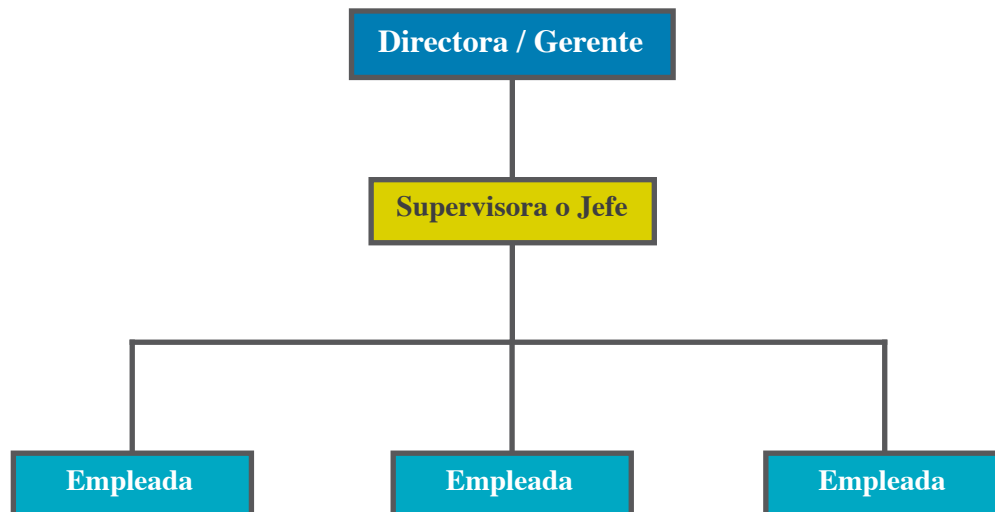 Directora / Gerente
Supervisora o Jefe
Empleada
Empleada
Empleada